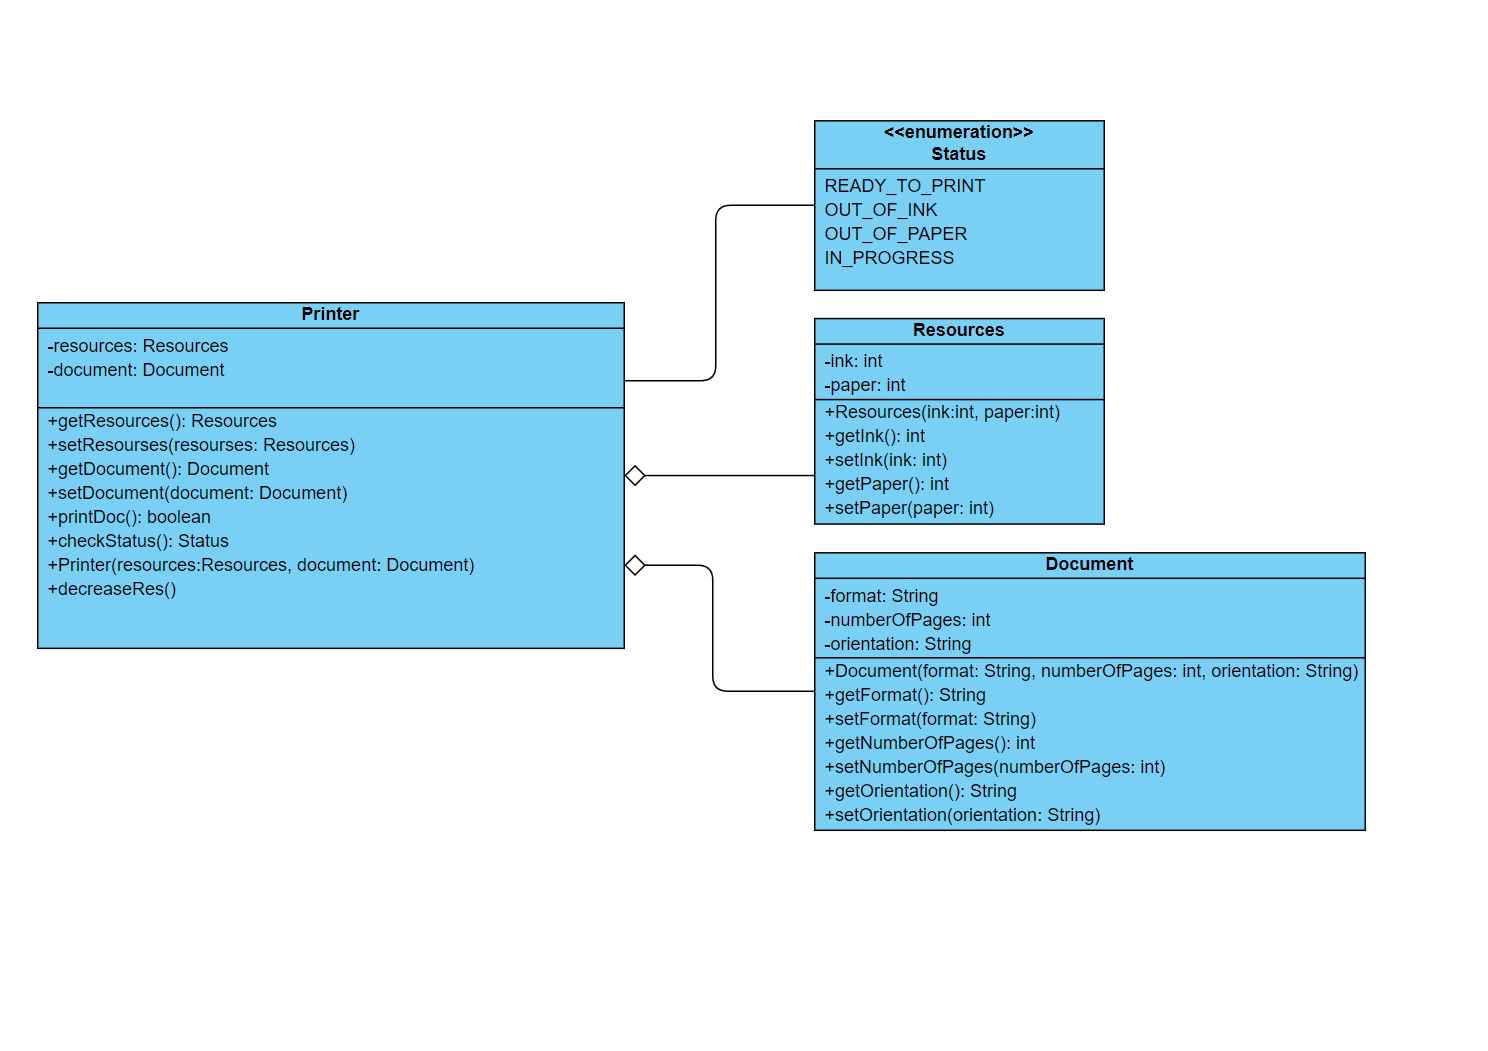 <<enumeration>>
Status
READY_TO_PRINT
OUT_OF_INK
OUT_OF_PAPER
IN_PROGRESS
Printer
-resources: Resources
-document: Document
+getResources(): Resources
+setResourses(resourses: Resources)
+getDocument(): Document
+setDocument(document: Document)
+printDoc(): boolean
+checkStatus(): Status
+Printer(resources:Resources, document: Document)
+decreaseRes()
Resources
-ink: int
-paper: int
+Resources(ink:int, paper:int)
+getInk(): int
+setInk(ink: int)
+getPaper(): int
+setPaper(paper: int)
Document
-format: String
-numberOfPages: int
-orientation: String
+Document(format: String, numberOfPages: int, orientation: String)
+getFormat(): String
+setFormat(format: String)
+getNumberOfPages(): int
+setNumberOfPages(numberOfPages: int)
+getOrientation(): String
+setOrientation(orientation: String)